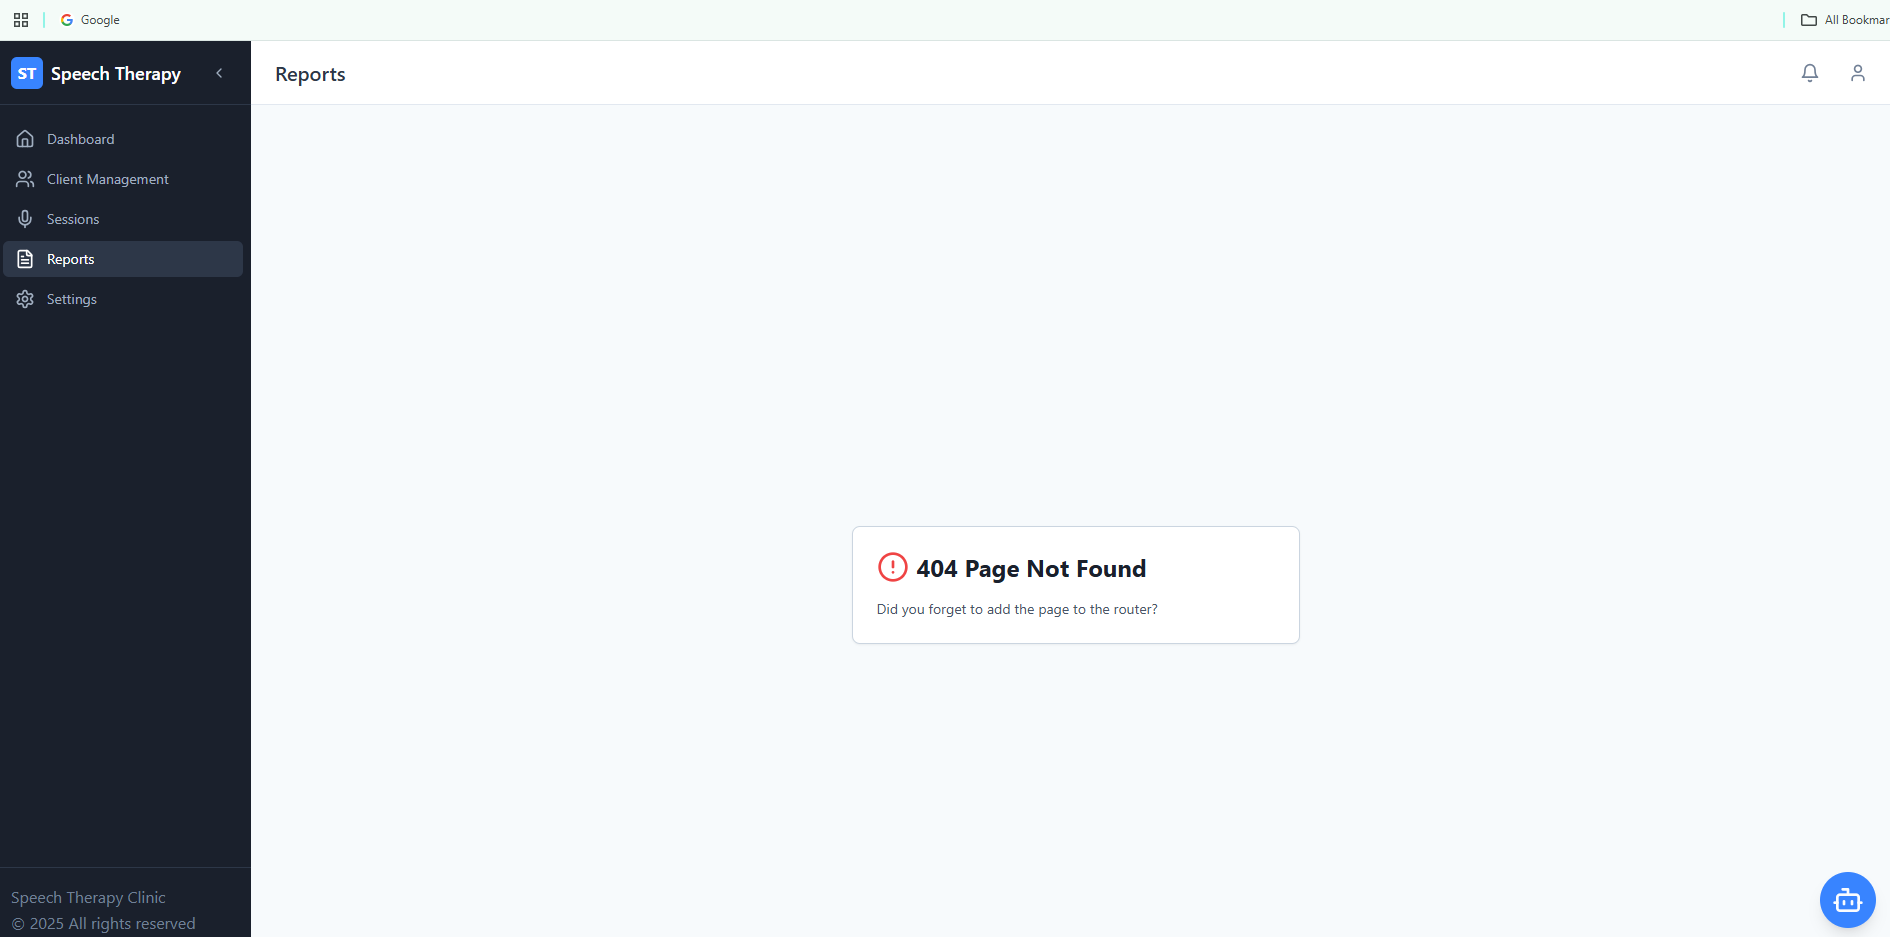 Google
All Bookmar
ST Speech Therapy
Reports
Dashboard
Client Management
Sessions
Reports
Settings
404 Page Not Found
Did you forget to add the page to the router?
Speech Therapy Clinic
© 2025 All rights reserved